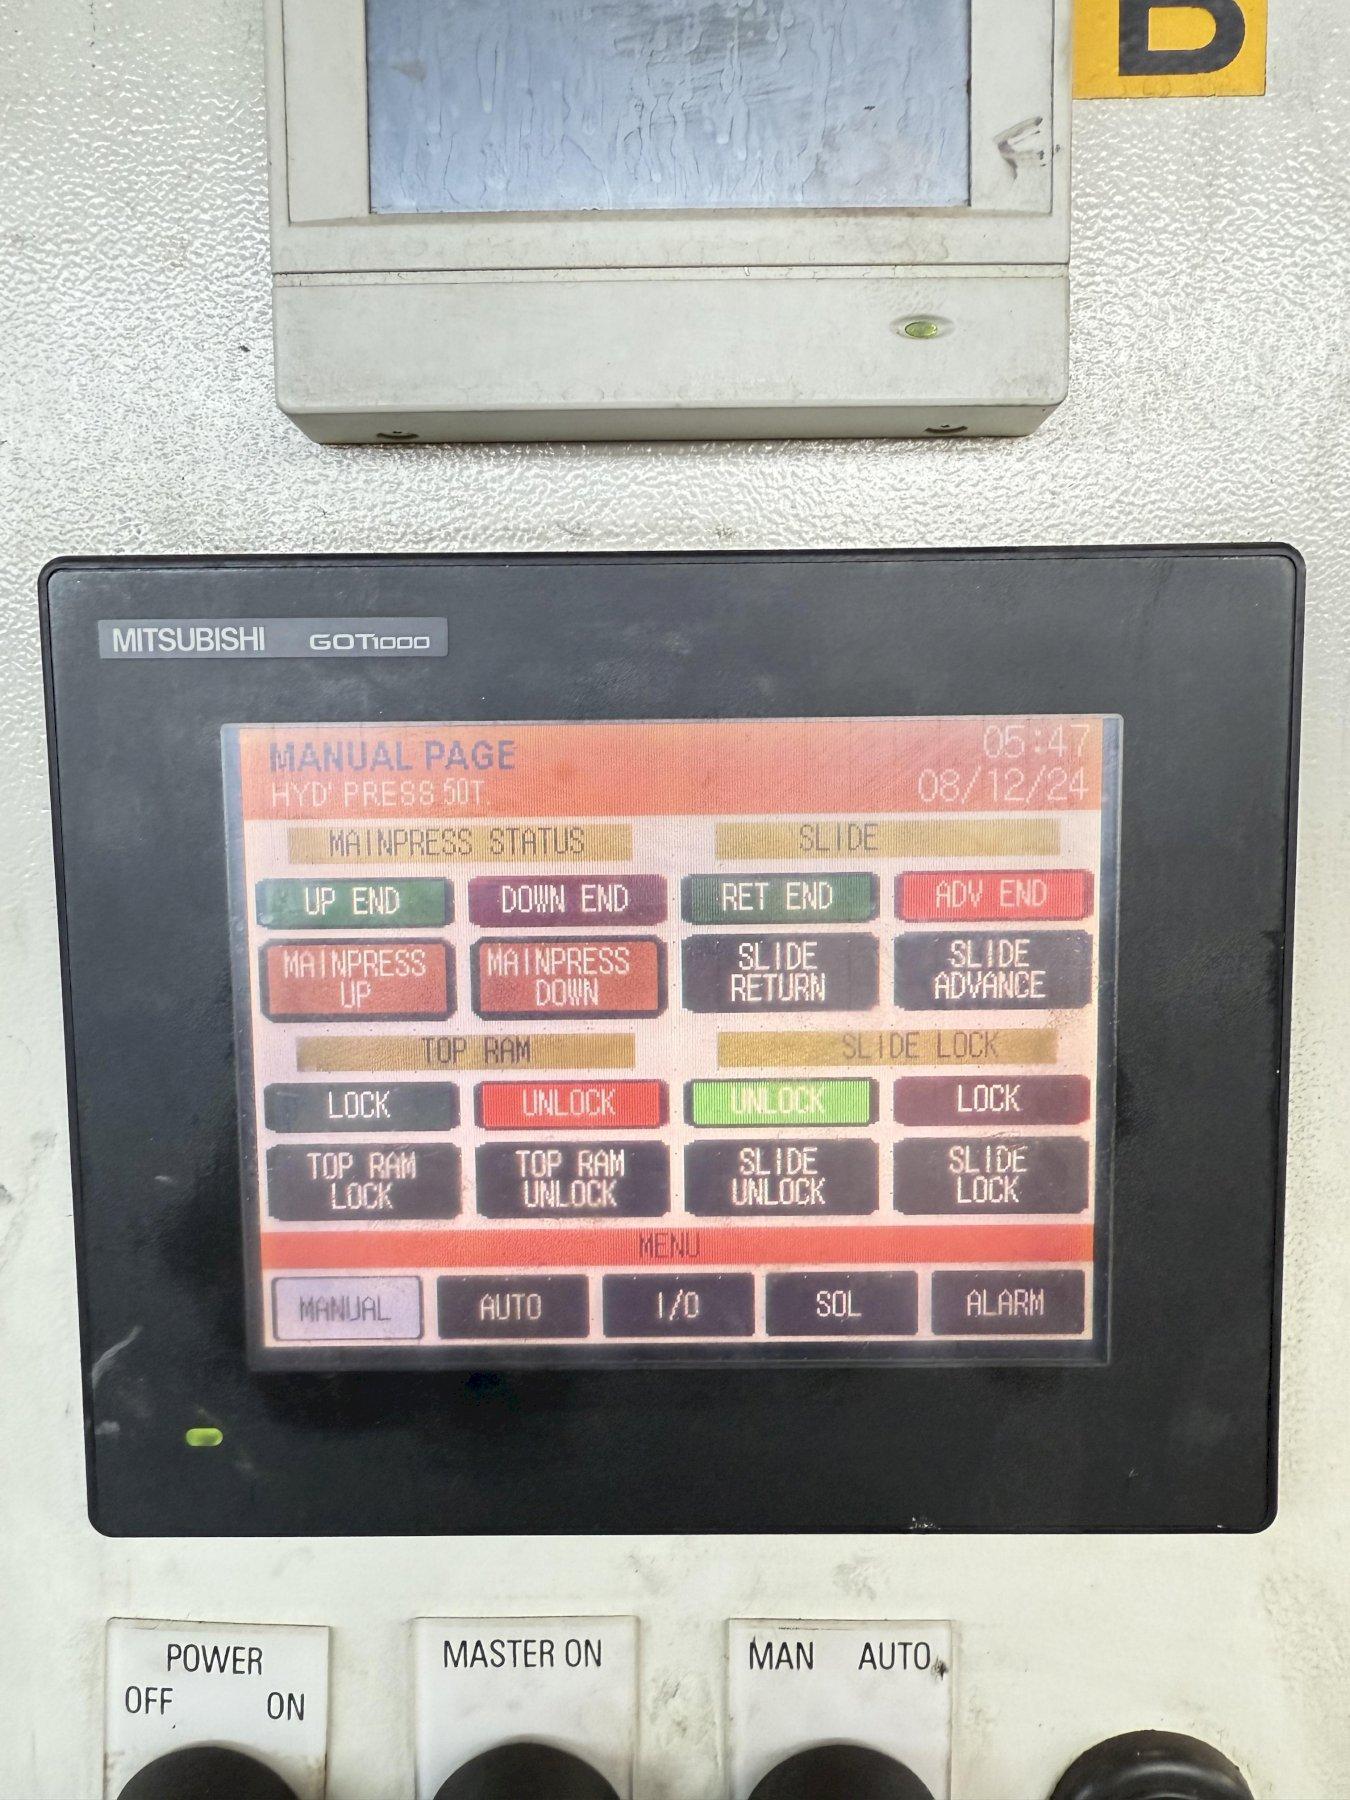 B
MITSUBISHI GOT1000
MANUAL PAGE
05:47
HYD' PRESS 50T.
08/12/24
MAINPRESS STATUS
SLIDE
UP END
DOWN END
RET END
ADV END
MAINPRESS
UP
MAINPRESS
DOWN
SLIDE
RETURN
SLIDE
ADVANCE
TOP RAM
SLIDE LOCK
LOCK
UNLOCK
UNLOCK
LOCK
TOP RAM
LOCK
TOP RAM
UNLOCK
SLIDE
UNLOCK
SLIDE
LOCK
MENU
MANUAL
AUTO
I/O
SOL
ALARM
POWER
OFF ON
MASTER ON
MAN AUTO